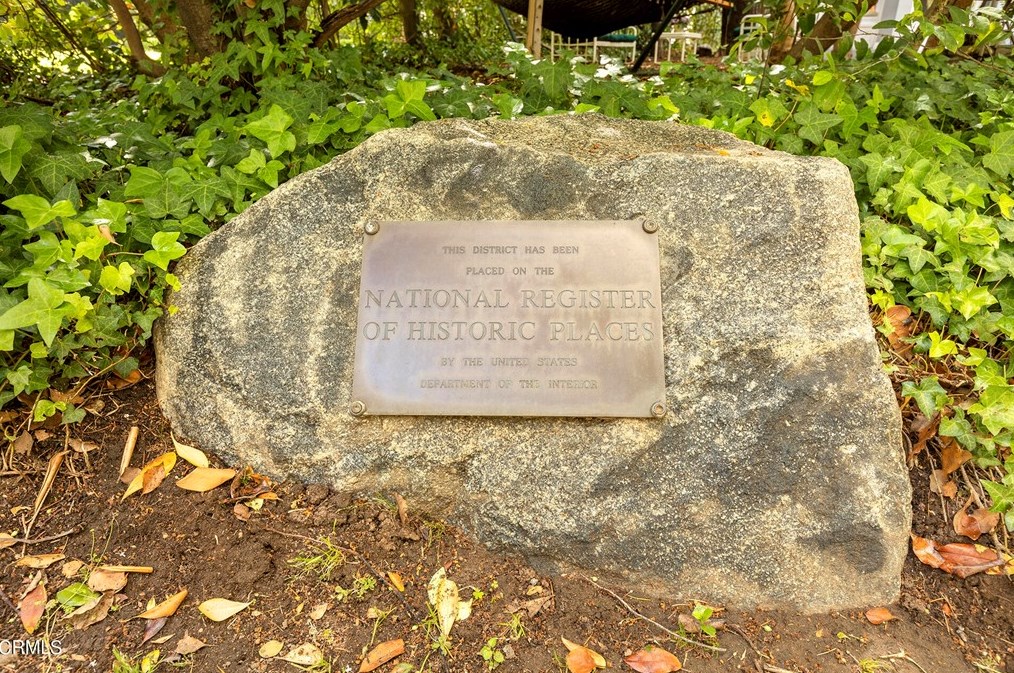 THIS DISTRICT HAS BEEN
PLACED ON THE
NATIONAL REGISTER
OF HISTORIC PLACES
BY THE UNITED STATES
DEPARTMENT OF THE INTERIOR
ORMLS